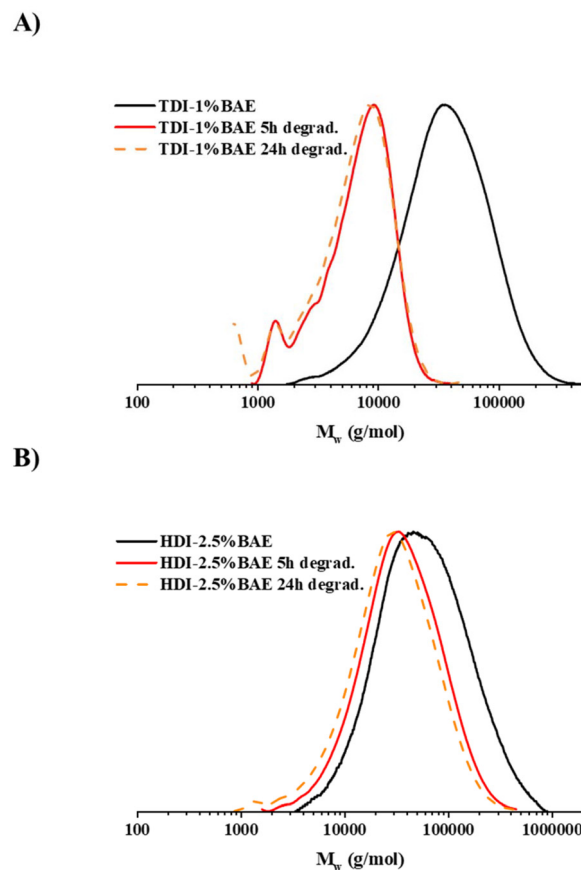 A)
TDI-1%BAE
TDI-1%BAE 5h degrad.
TDI-1%BAE 24h degrad.
100 1000 10000 100000
Mw (g/mol)
B)
HDI-2.5%BAE
HDI-2.5%BAE 5h degrad.
HDI-2.5%BAE 24h degrad.
100 1000 10000 100000 1000000
Mw (g/mol)